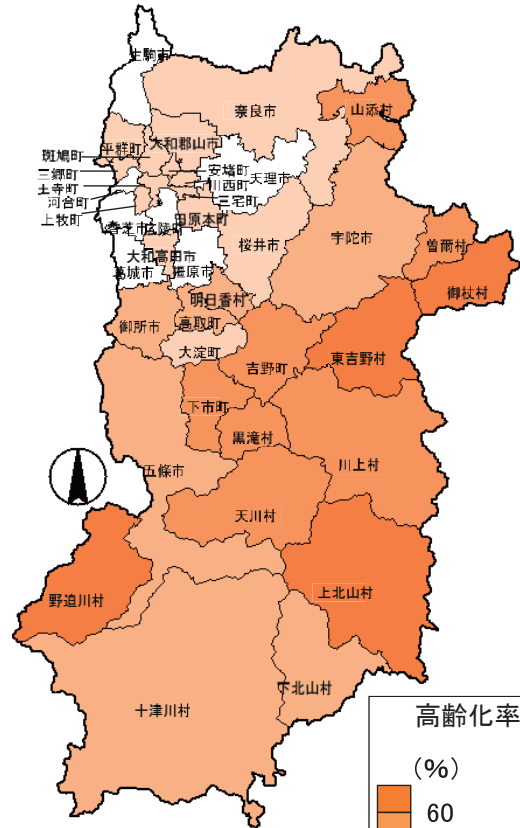 生駒市
奈良市
山添村
斑鳩町
平群町
大和郡山市
三郷町
安堵町
天理市
王寺町
川西町
河合町
三宅町
上牧町
香芝市
広陵町
田原本町
桜井市
宇陀市
曽爾村
大和高田市
葛城市
橿原市
御杖村
明日香村
御所市
高取町
大淀町
吉野町
東吉野村
下市町
黒滝村
川上村
五條市
天川村
野迫川村
上北山村
下北山村
十津川村
高齢化率
(%)
60